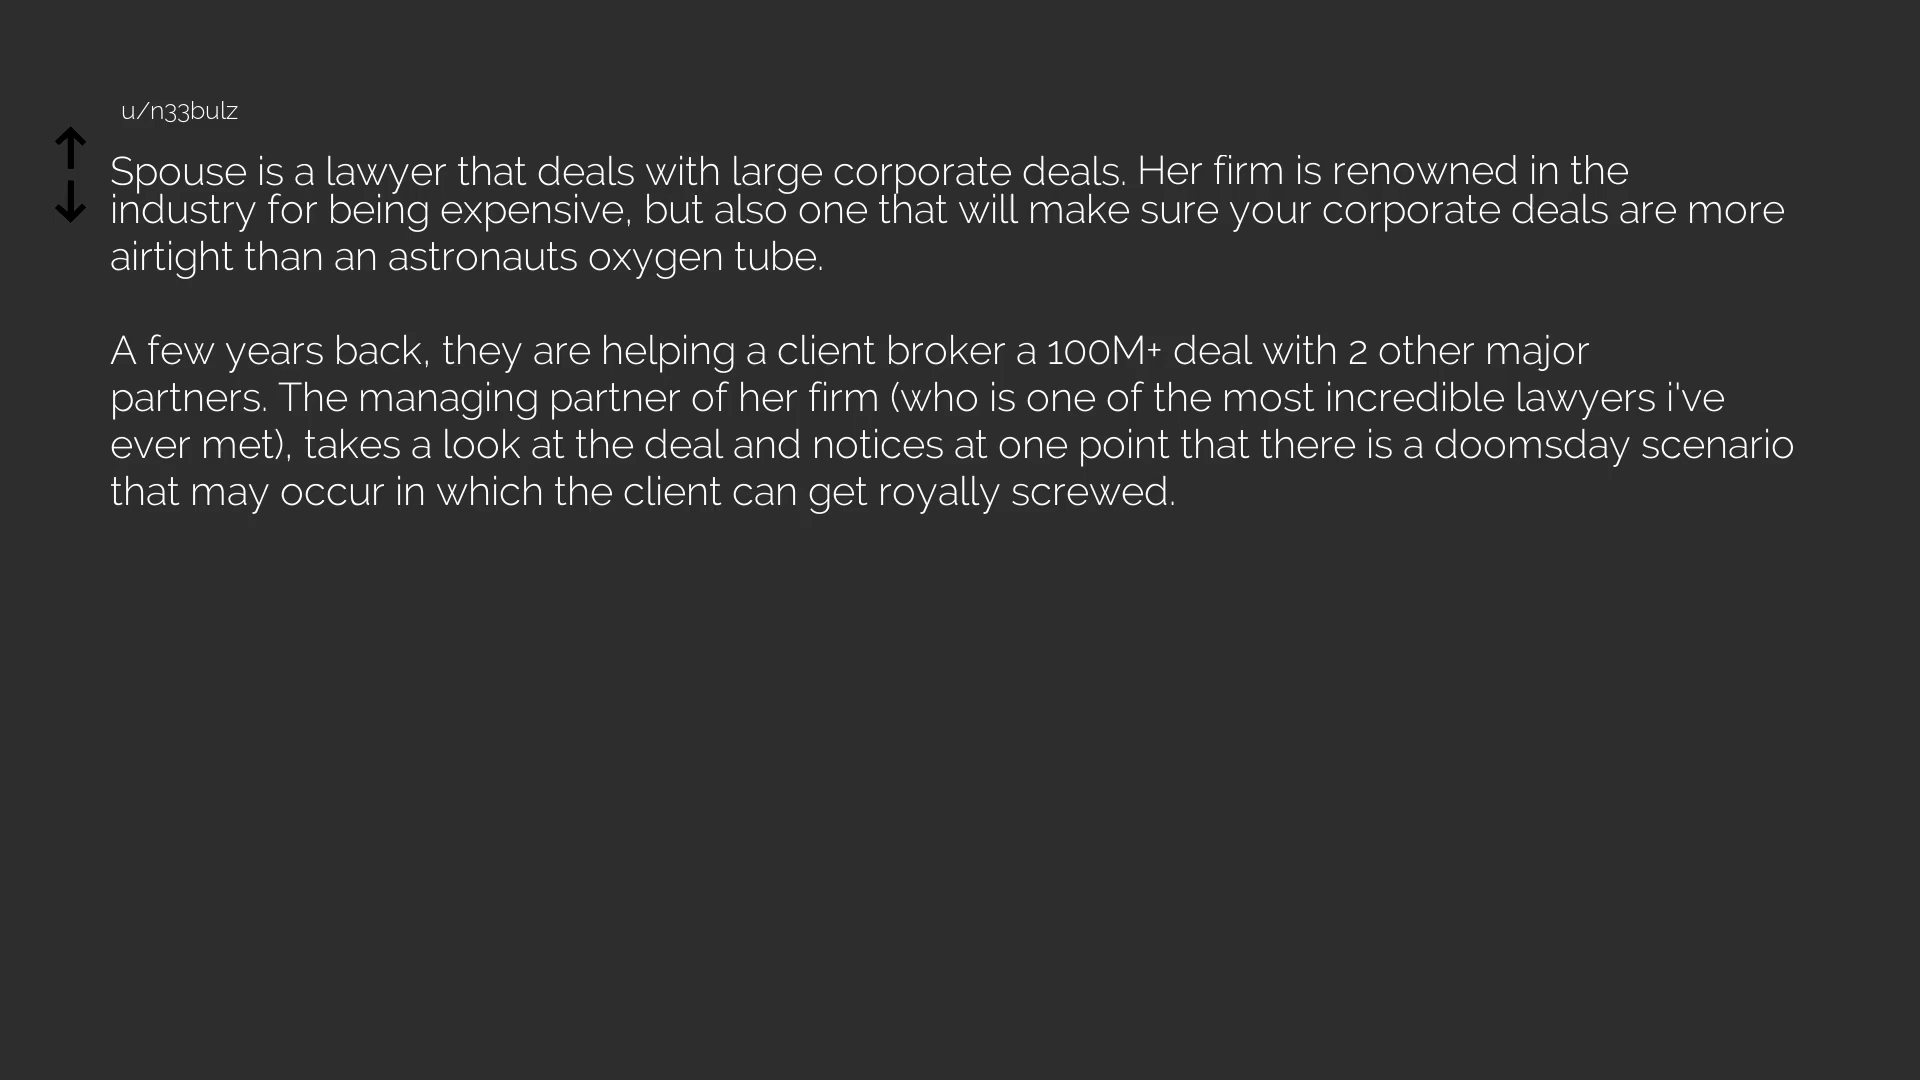 u/n33bulz
Spouse is a lawyer that deals with large corporate deals. Her firm is renowned in the
industry for being expensive, but also one that will make sure your corporate deals are more
airtight than an astronauts oxygen tube.
A few years back, they are helping a client broker a 100M+ deal with 2 other major
partners. The managing partner of her firm (who is one of the most incredible lawyers i've
ever met), takes a look at the deal and notices at one point that there is a doomsday scenario
that may occur in which the client can get royally screwed.